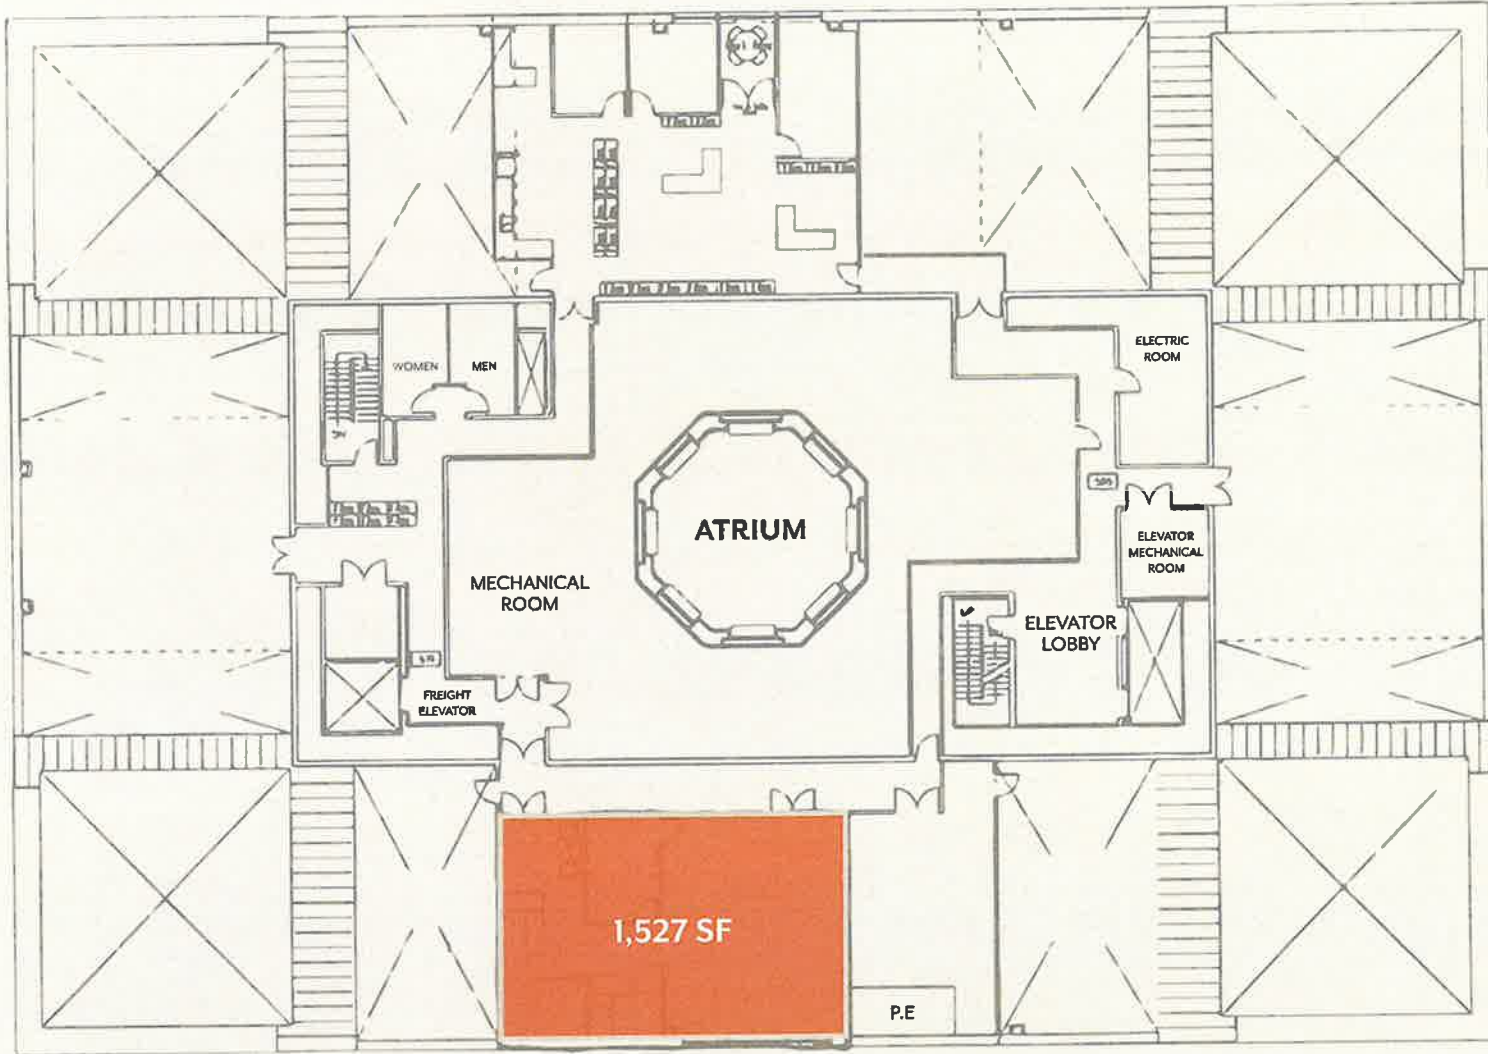 WOMEN
MEN
ELECTRIC
ROOM
ATRIUM
ELEVATOR
MECHANICAL
ROOM
MECHANICAL
ROOM
ELEVATOR
LOBBY
FREIGHT
ELEVATOR
1,527 SF
P.E